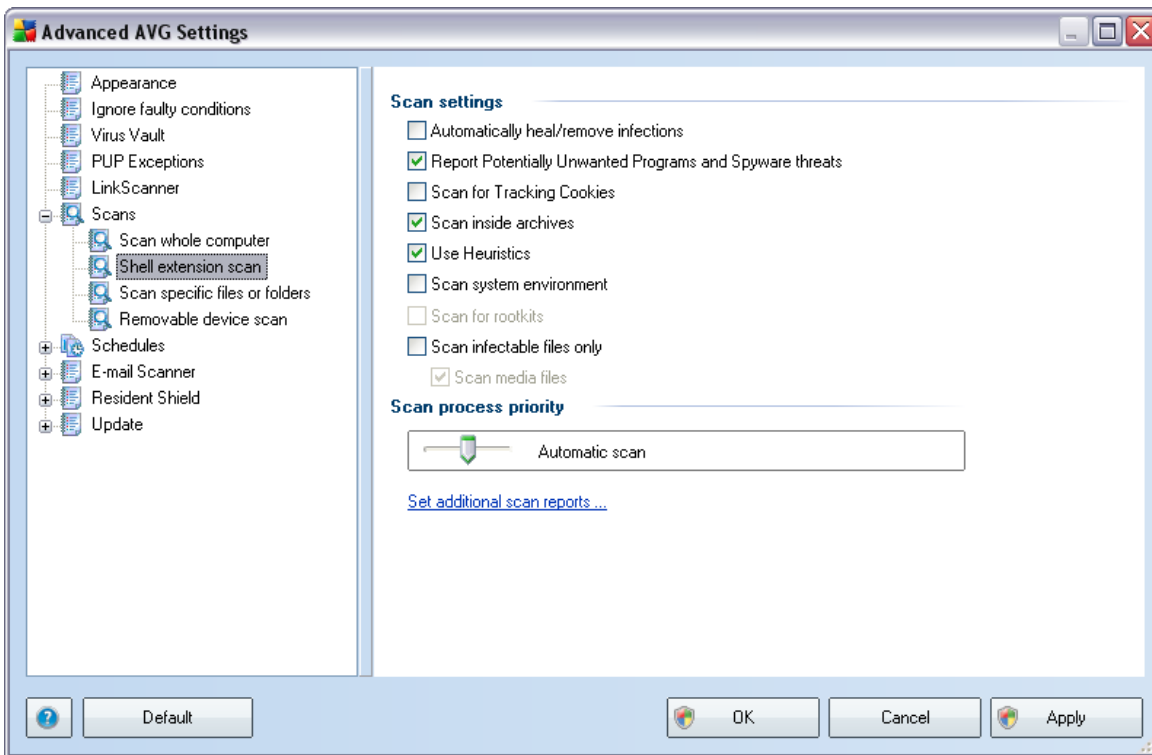 Advanced AVG Settings
Appearance
Ignore faulty conditions
Virus Vault
PUP Exceptions
LinkScanner
Scans
Scan whole computer
Shell extension scan
Scan specific files or folders
Removable device scan
Schedules
E-mail Scanner
Resident Shield
Update
Scan settings
Automatically heal/remove infections
Report Potentially Unwanted Programs and Spyware threats
Scan for Tracking Cookies
Scan inside archives
Use Heuristics
Scan system environment
Scan for rootkits
Scan infectable files only
Scan media files
Scan process priority
Automatic scan
Set additional scan reports ...
Default
OK
Cancel
Apply